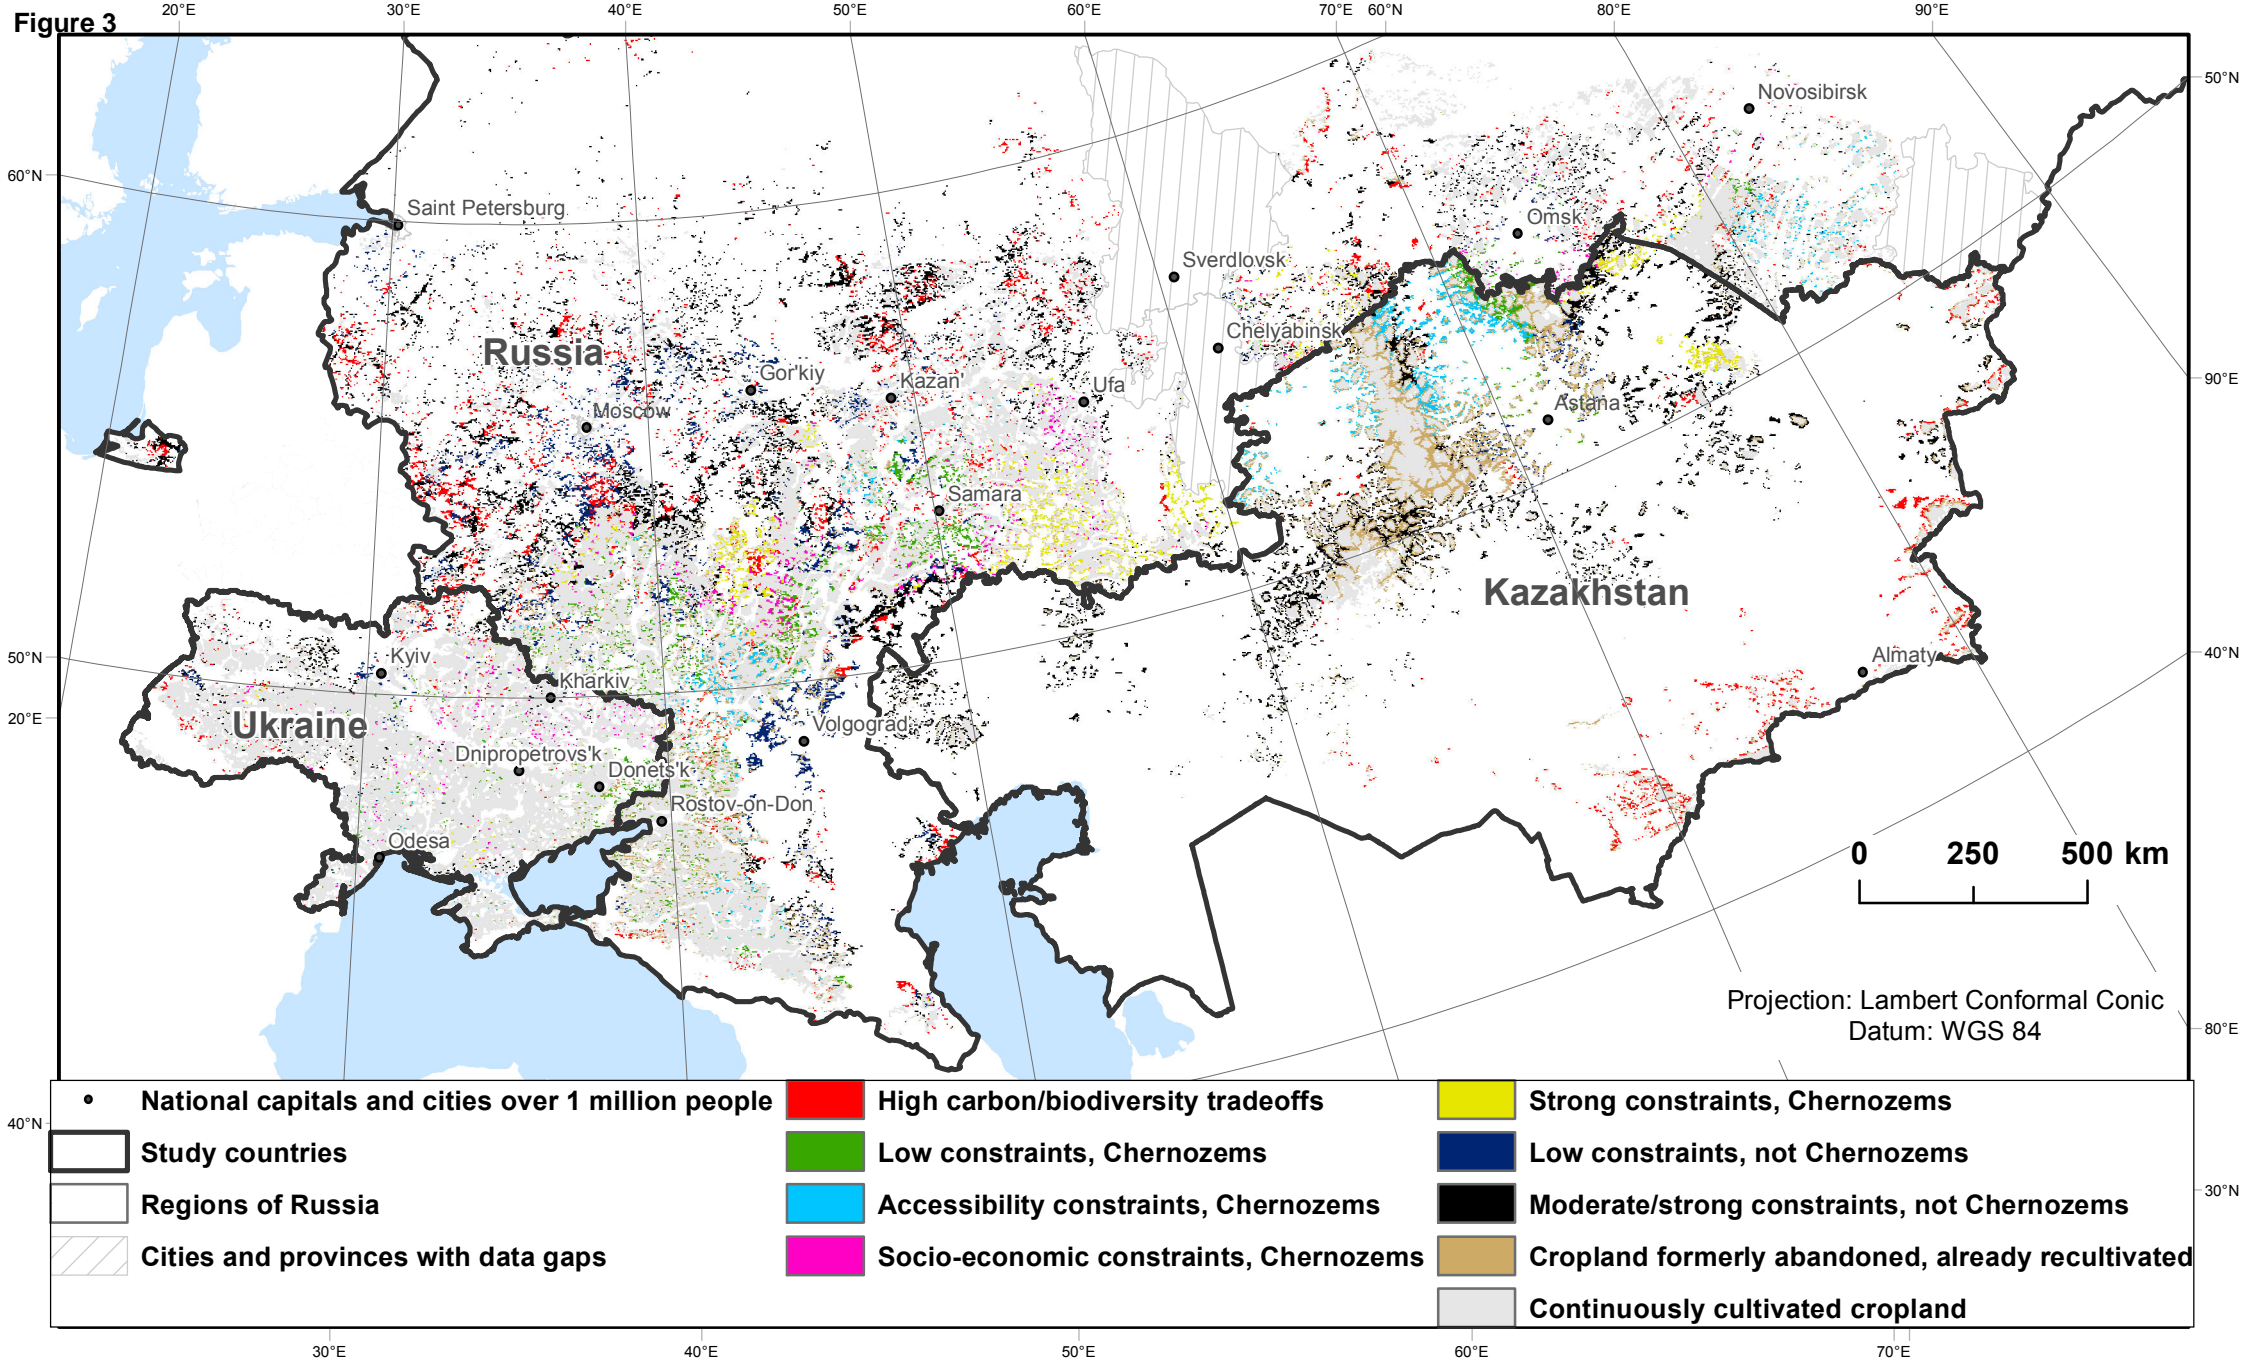 Figure 3
20°E 30°E 40°E 50°E 60°E 70°E 60°N 80°E 90°E
50°N
Novosibirsk
60°N
Saint Petersburg
Omsk
Sverdlovsk
Chelyabinsk
Russia
Gor'kiy
Kazan'
Ufa
90°E
Moscow
Astana
Samara
Kazakhstan
50°N
Kyiv
Almaty
40°N
Kharkiv
20°E
Ukraine
Volgograd
Dnipropetrovs'k
Donets'k
Rostov-on-Don
Odesa
0 250 500 km
Projection: Lambert Conformal Conic
Datum: WGS 84
80°E
National capitals and cities over 1 million people
Study countries
Regions of Russia
Cities and provinces with data gaps
High carbon/biodiversity tradeoffs
Low constraints, Chernozems
Accessibility constraints, Chernozems
Socio-economic constraints, Chernozems
Strong constraints, Chernozems
Low constraints, not Chernozems
Moderate/strong constraints, not Chernozems
Cropland formerly abandoned, already recultivated
Continuously cultivated cropland
40°N
30°N
30°E 40°E 50°E 60°E 70°E